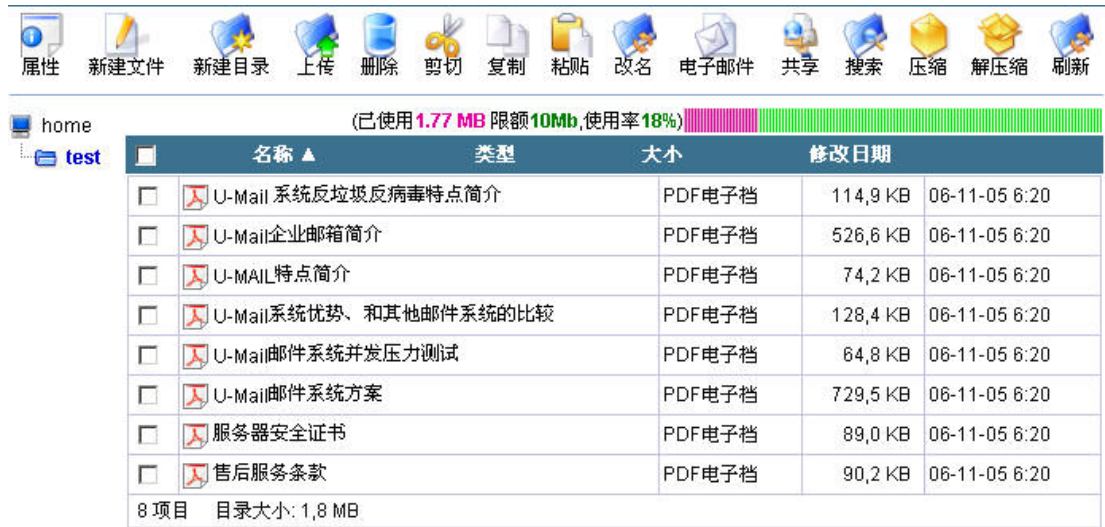 属性 新建文件 新建目录 上传 删除 剪切 复制 粘贴 改名 电子邮件 共享 搜索 压缩 解压缩 刷新
home (已使用1.77 MB 限额10Mb,使用率18%)
test 名称▲ 类型 大小 修改日期
U-Mail 系统反垃圾反病毒特点简介 PDF电子档 114,9 KB 06-11-05 6:20
U-Mail企业邮箱简介 PDF电子档 526,6 KB 06-11-05 6:20
U-MAIL特点简介 PDF电子档 74,2 KB 06-11-05 6:20
U-Mail系统优势、和其他邮件系统的比较 PDF电子档 128,4 KB 06-11-05 6:20
U-Mail邮件系统并发压力测试 PDF电子档 64,8 KB 06-11-05 6:20
U-Mail邮件系统方案 PDF电子档 729,5 KB 06-11-05 6:20
服务器安全证书 PDF电子档 89,0 KB 06-11-05 6:20
售后服务条款 PDF电子档 90,2 KB 06-11-05 6:20
8 项目 目录大小: 1,8 MB